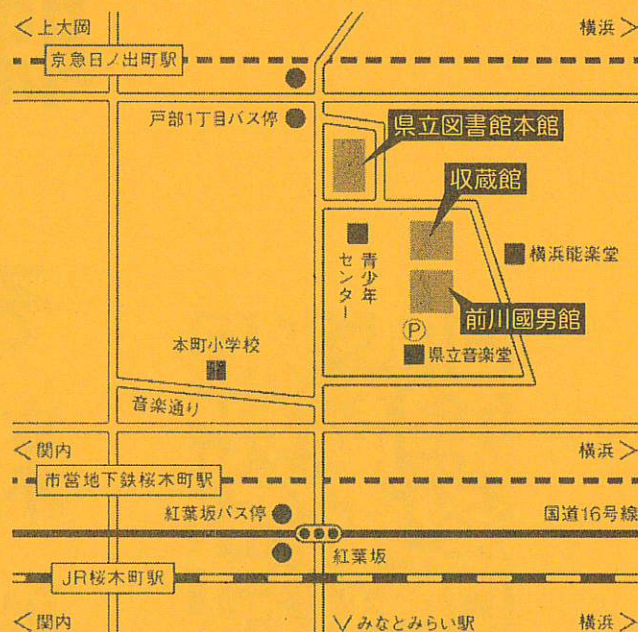 ＜上大岡
横浜＞
京急日ノ出町駅
戸部1丁目バス停
県立図書館本館
収蔵館
青少年
センター
横浜能楽堂
前川國男館
P
県立音楽堂
本町小学校
音楽通り
＜関内
横浜＞
市営地下鉄桜木町駅
紅葉坂バス停
国道16号線
紅葉坂
JR桜木町駅
＜関内
∨みなとみらい駅
横浜＞